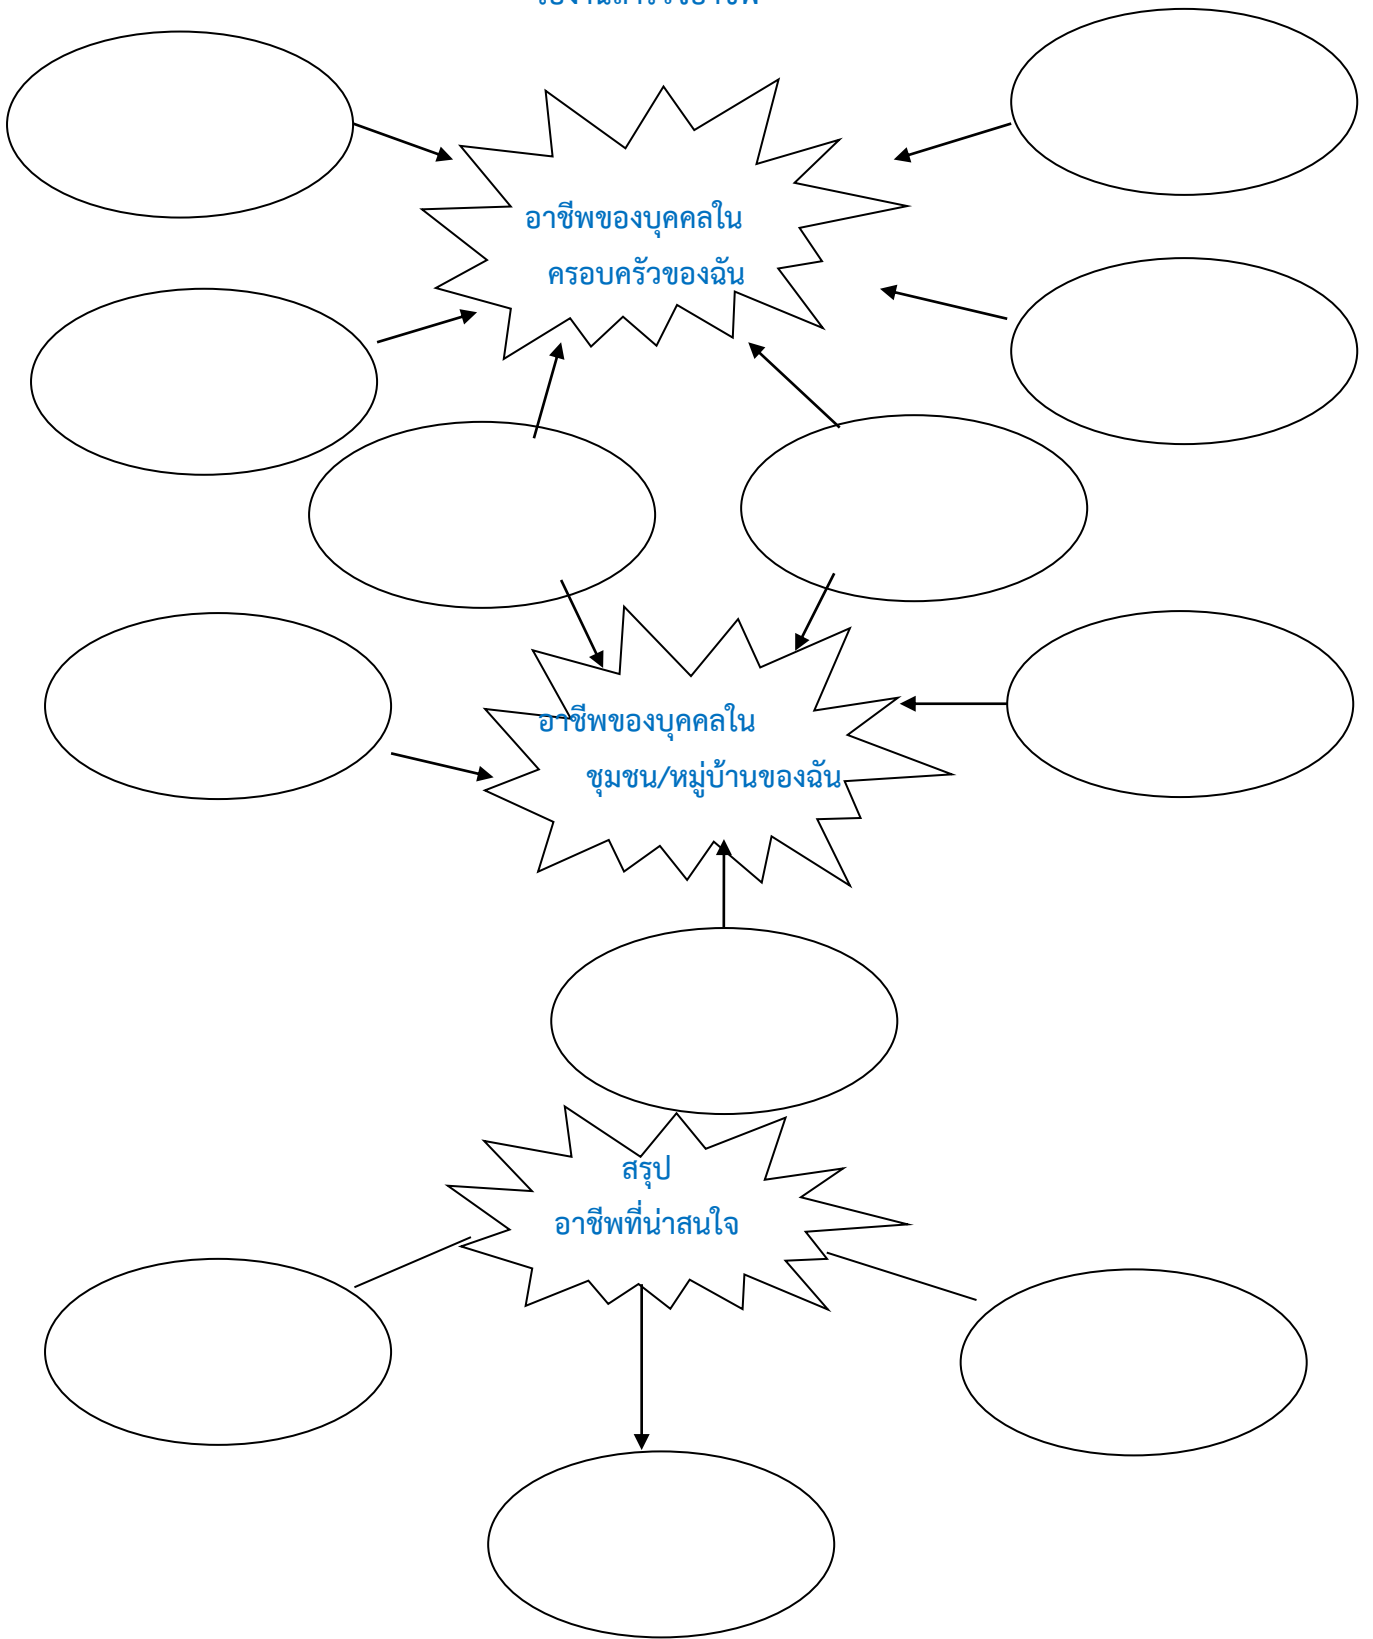 อาชีพของบุคคลใน
ครอบครัวของฉัน
อาชีพของบุคคลใน
ชุมชน/หมู่บ้านของฉัน
สรุป
อาชีพที่น่าสนใจ